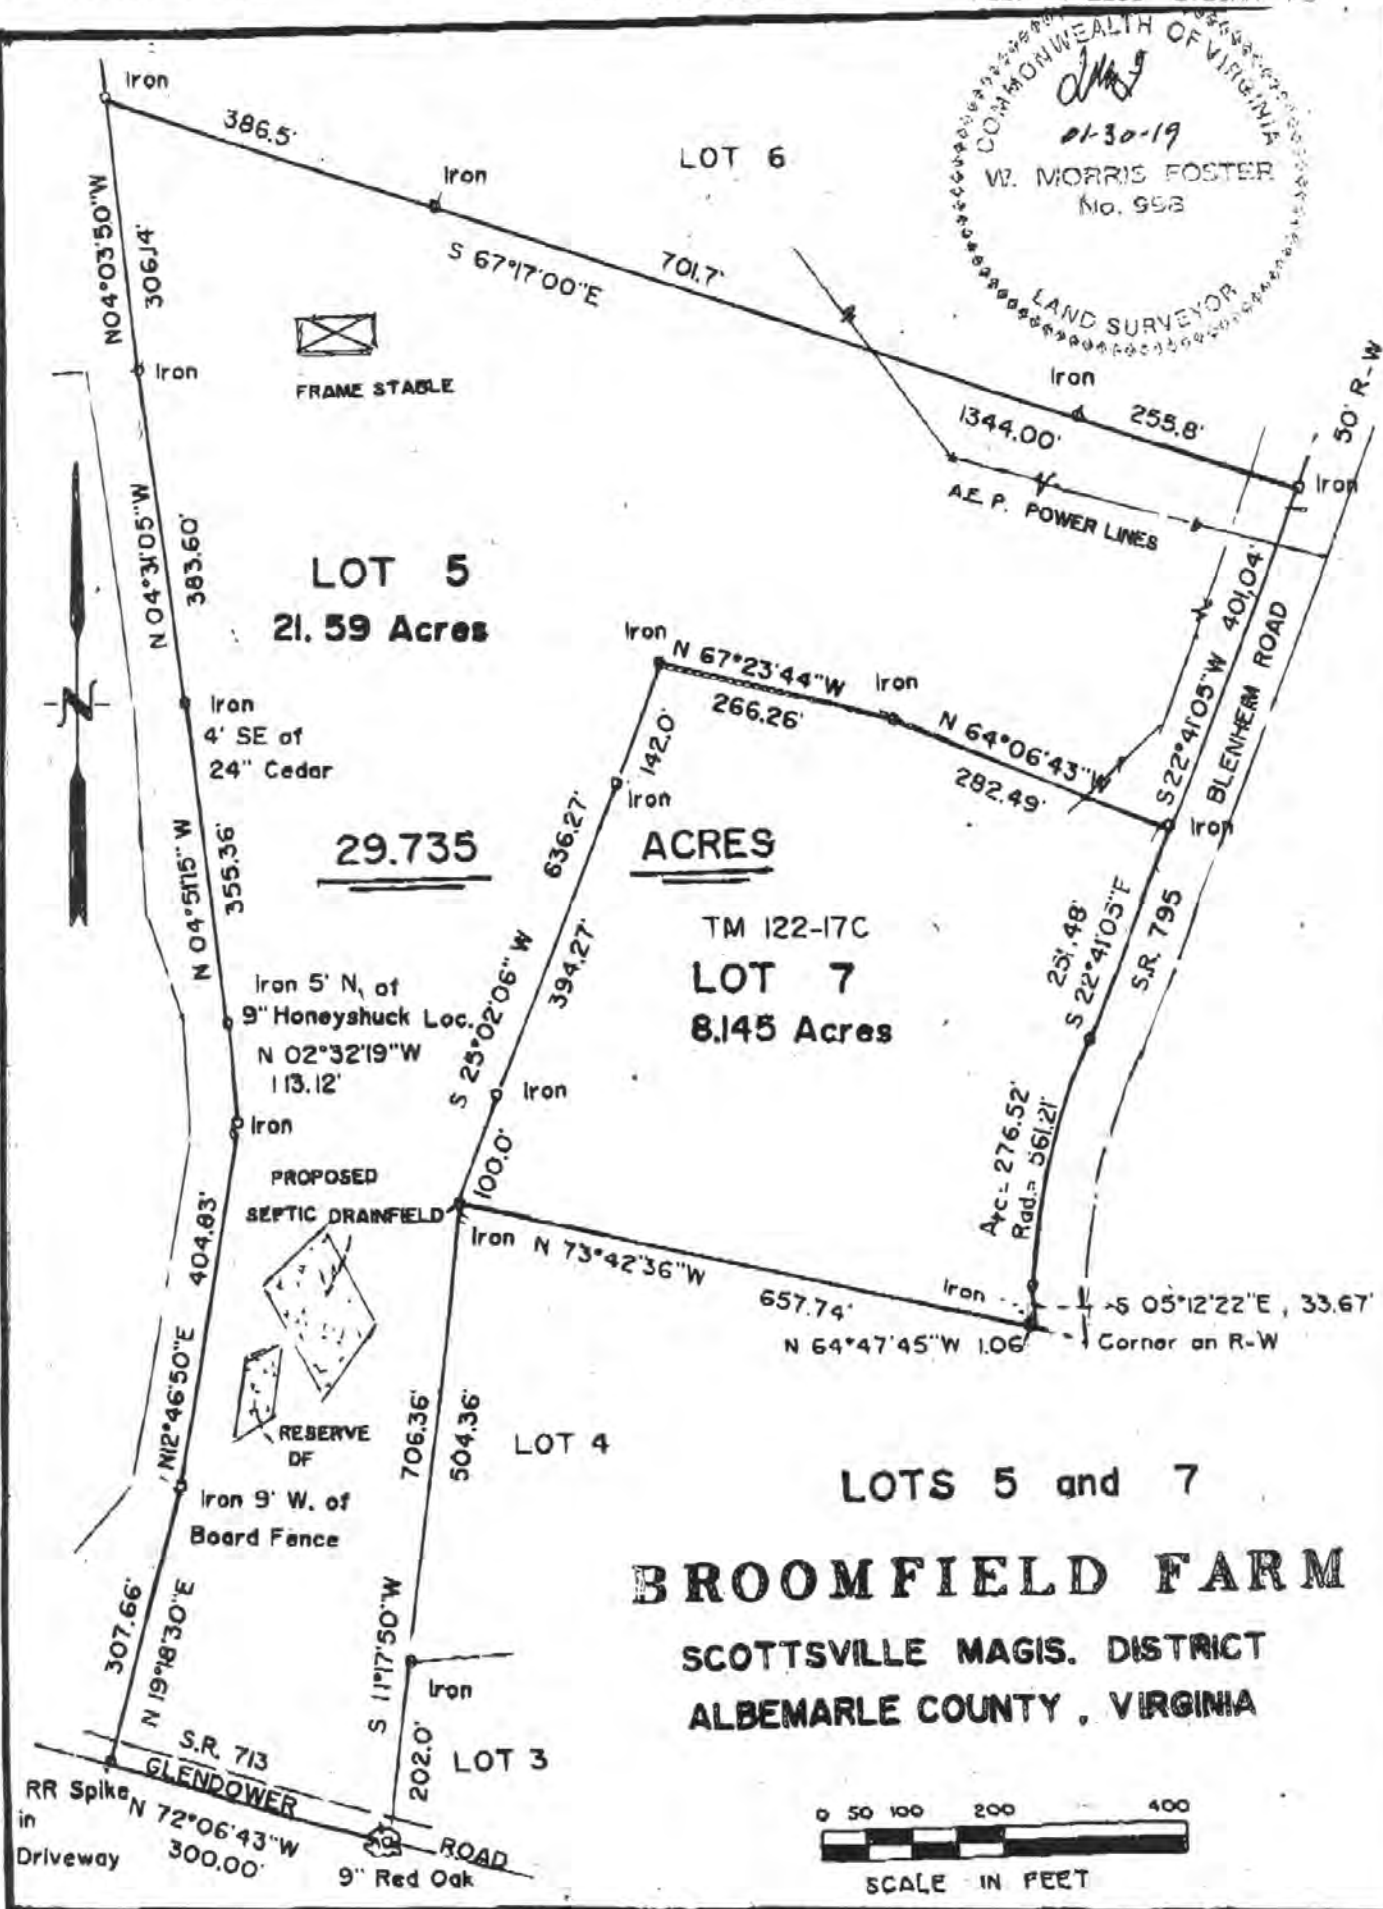 COMMONWEALTH OF VIRGINIA
01-30-19
W. MORRIS FOSTER
No. 998
LAND SURVEYOR
Iron
386.5'
Iron
LOT 6
N04°03'50"W
306.14'
S 67°17'00"E
701.7'
Iron
FRAME STABLE
Iron
1344.00'
255.8'
50' R-W
Iron
A.E.P. POWER LINES
N 04°31'05"W
383.60'
LOT 5
21.59 Acres
S 22°41'05"W 401.04'
BLENHEIM ROAD
Iron
N 67°23'44"W
266.26'
Iron
N 64°06'43"W
282.49'
Iron
N
Iron
4' SE of
24" Cedar
142.0'
Iron
636.27'
29.735 ACRES
N 04°51'15" W
355.36'
TM 122-17C
LOT 7
8.145 Acres
S 25°02'06" W
394.27'
251.48'
S 22°41'05"E
S.R. 795
Iron 5' N. of
9" Honeyshuck Loc.
N 02°32'19"W
113.12'
Iron
Iron
100.0'
Arc = 276.52'
Rad. = 561.21'
PROPOSED
SEPTIC DRAINFIELD
404.83'
N12°46'50"E
Iron
N 73°42'36"W
657.74'
Iron
S 05°12'22"E, 33.67'
N 64°47'45"W 1.06'
Corner on R-W
RESERVE
DF
706.36'
504.36'
LOT 4
Iron 9' W. of
Board Fence
LOTS 5 and 7
BROOMFIELD FARM
SCOTTSVILLE MAGIS. DISTRICT
ALBEMARLE COUNTY, VIRGINIA
307.66'
N 19°18'30"E
S 11°17'50"W
Iron
202.0'
LOT 3
S.R. 713
GLENDOWER
ROAD
RR Spike
in
Driveway
N 72°06'43"W
300.00'
9" Red Oak
0 50 100 200 400
SCALE IN FEET